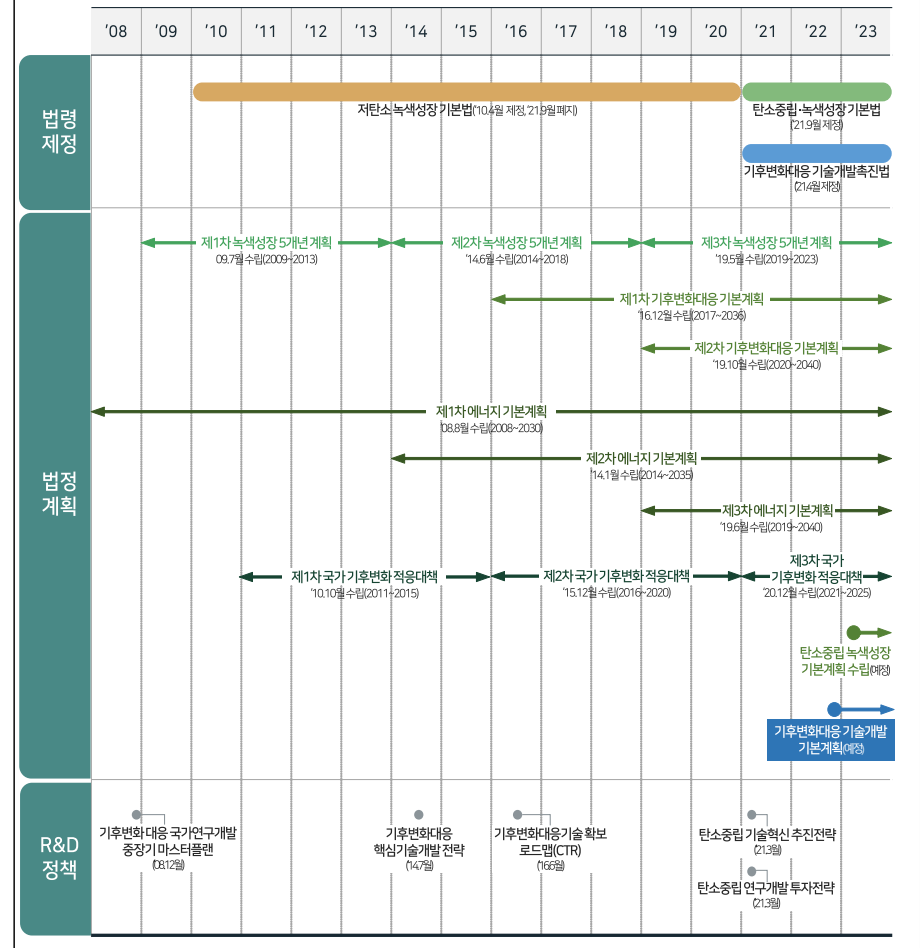 ‘08 ‘09 ‘10 ‘11 ‘12 ‘13 ‘14 ‘15 ‘16 ‘17 ‘18 ‘19 ‘20 ‘21 ‘22 ‘23
법령
제정
저탄소 녹색성장 기본법(‘10.4월 제정, ‘21.9월 폐지)
탄소중립·녹색성장 기본법
(‘21.9월 제정)
기후변화대응 기술개발촉진법
(‘21.4월 제정)
법정
계획
제1차 녹색성장 5개년 계획
09.7월 수립(2009~2013)
제2차 녹색성장 5개년 계획
‘14.6월 수립(2014~2018)
제3차 녹색성장 5개년 계획
‘19.5월 수립(2019~2023)
제1차 기후변화대응 기본계획
‘16.12월 수립(2017~2036)
제2차 기후변화대응 기본계획
‘19.10월 수립(2020~2040)
제1차 에너지 기본계획
‘08.8월 수립(2008~2030)
제2차 에너지 기본계획
‘14.1월 수립(2014~2035)
제3차 에너지 기본계획
‘19.6월 수립(2019~2040)
제1차 국가 기후변화 적응대책
‘10.10월 수립(2011~2015)
제2차 국가 기후변화 적응대책
‘15.12월 수립(2016~2020)
제3차 국가
기후변화 적응대책
‘20.12월 수립(2021~2025)
탄소중립 녹색성장
기본계획 수립(예정)
기후변화대응 기술개발
기본계획(예정)
R&D
정책
기후변화 대응 국가연구개발
중장기 마스터플랜
(‘08.12월)
기후변화대응
핵심기술개발 전략
(‘14.7월)
기후변화대응기술 확보
로드맵(CTR)
(‘16.6월)
탄소중립 기술혁신 추진전략
(‘21.3월)
탄소중립 연구개발 투자전략
(‘21.3월)